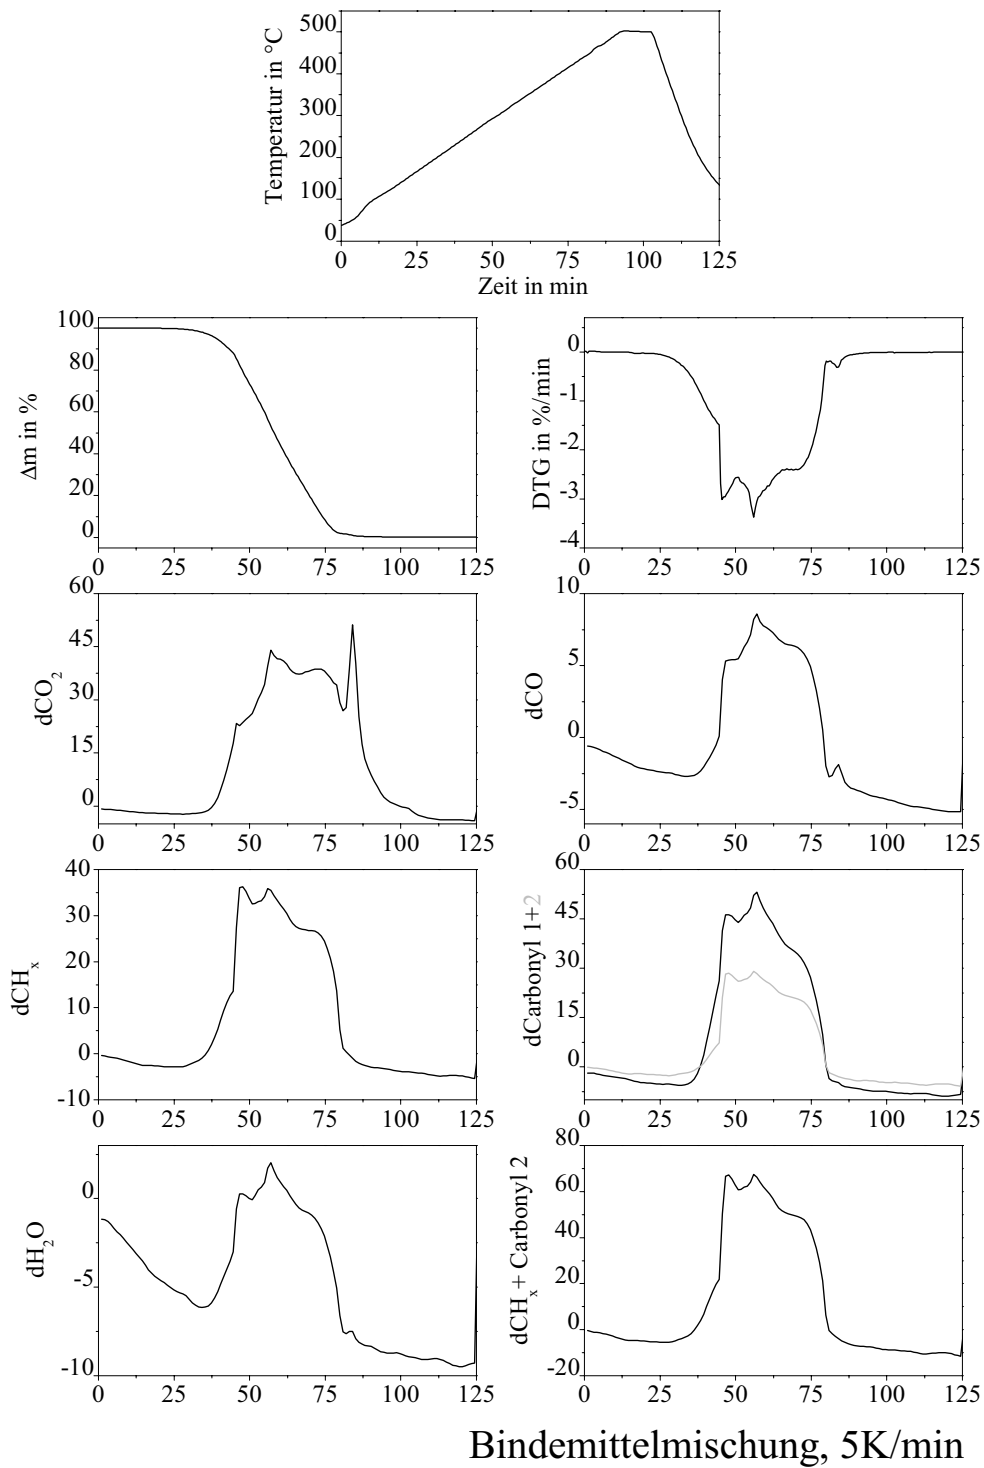 500
400
300
200
100
0
Temperatur in °C
0 25 50 75 100 125
Zeit in min
100
80
60
40
20
0
Δm in %
0 25 50 75 100 125
0
-1
-2
-3
-4
DTG in %/min
0 25 50 75 100 125
60
45
30
15
0
dCO₂
0 25 50 75 100 125
10
5
0
-5
dCO
0 25 50 75 100 125
40
30
20
10
0
-10
dCHₓ
0 25 50 75 100 125
60
45
30
15
0
dCarbonyl 1+2
0 25 50 75 100 125
0
-5
-10
dH₂O
0 25 50 75 100 125
80
60
40
20
0
-20
dCHₓ+ Carbonyl 2
0 25 50 75 100 125
Bindemittelmischung, 5K/min